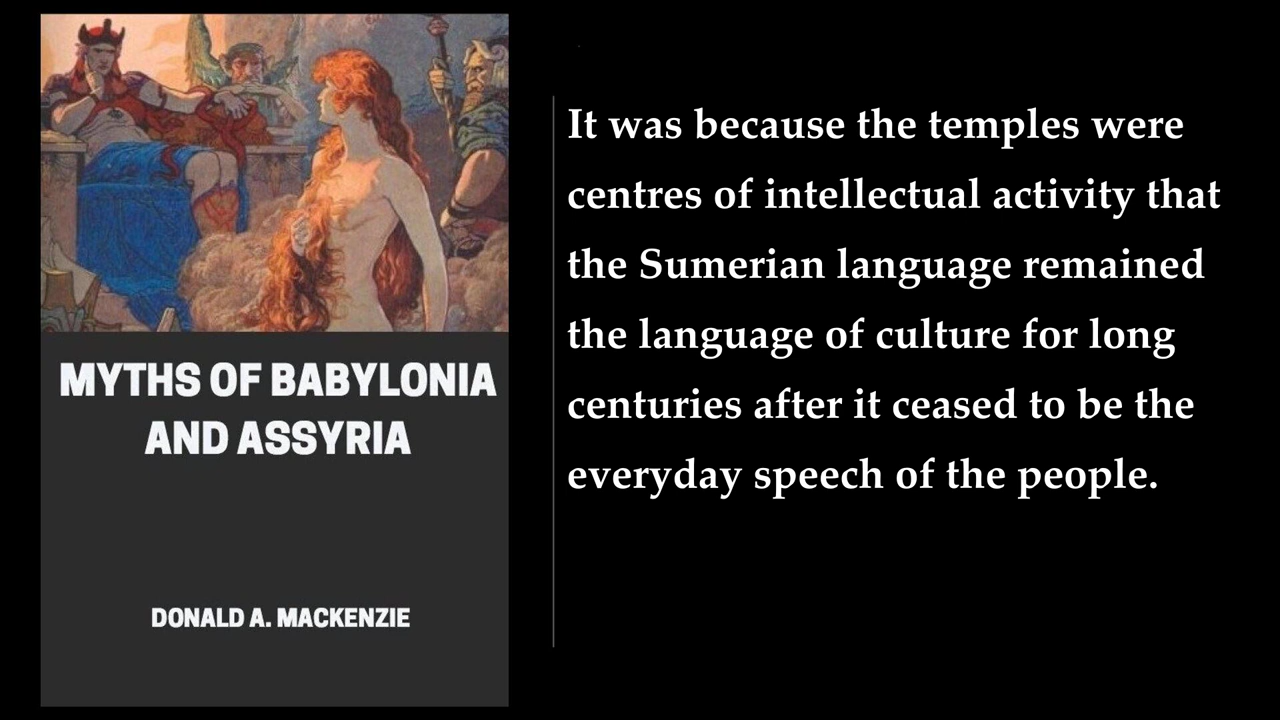 MYTHS OF BABYLONIA
AND ASSYRIA
DONALD A. MACKENZIE
It was because the temples were
centres of intellectual activity that
the Sumerian language remained
the language of culture for long
centuries after it ceased to be the
everyday speech of the people.